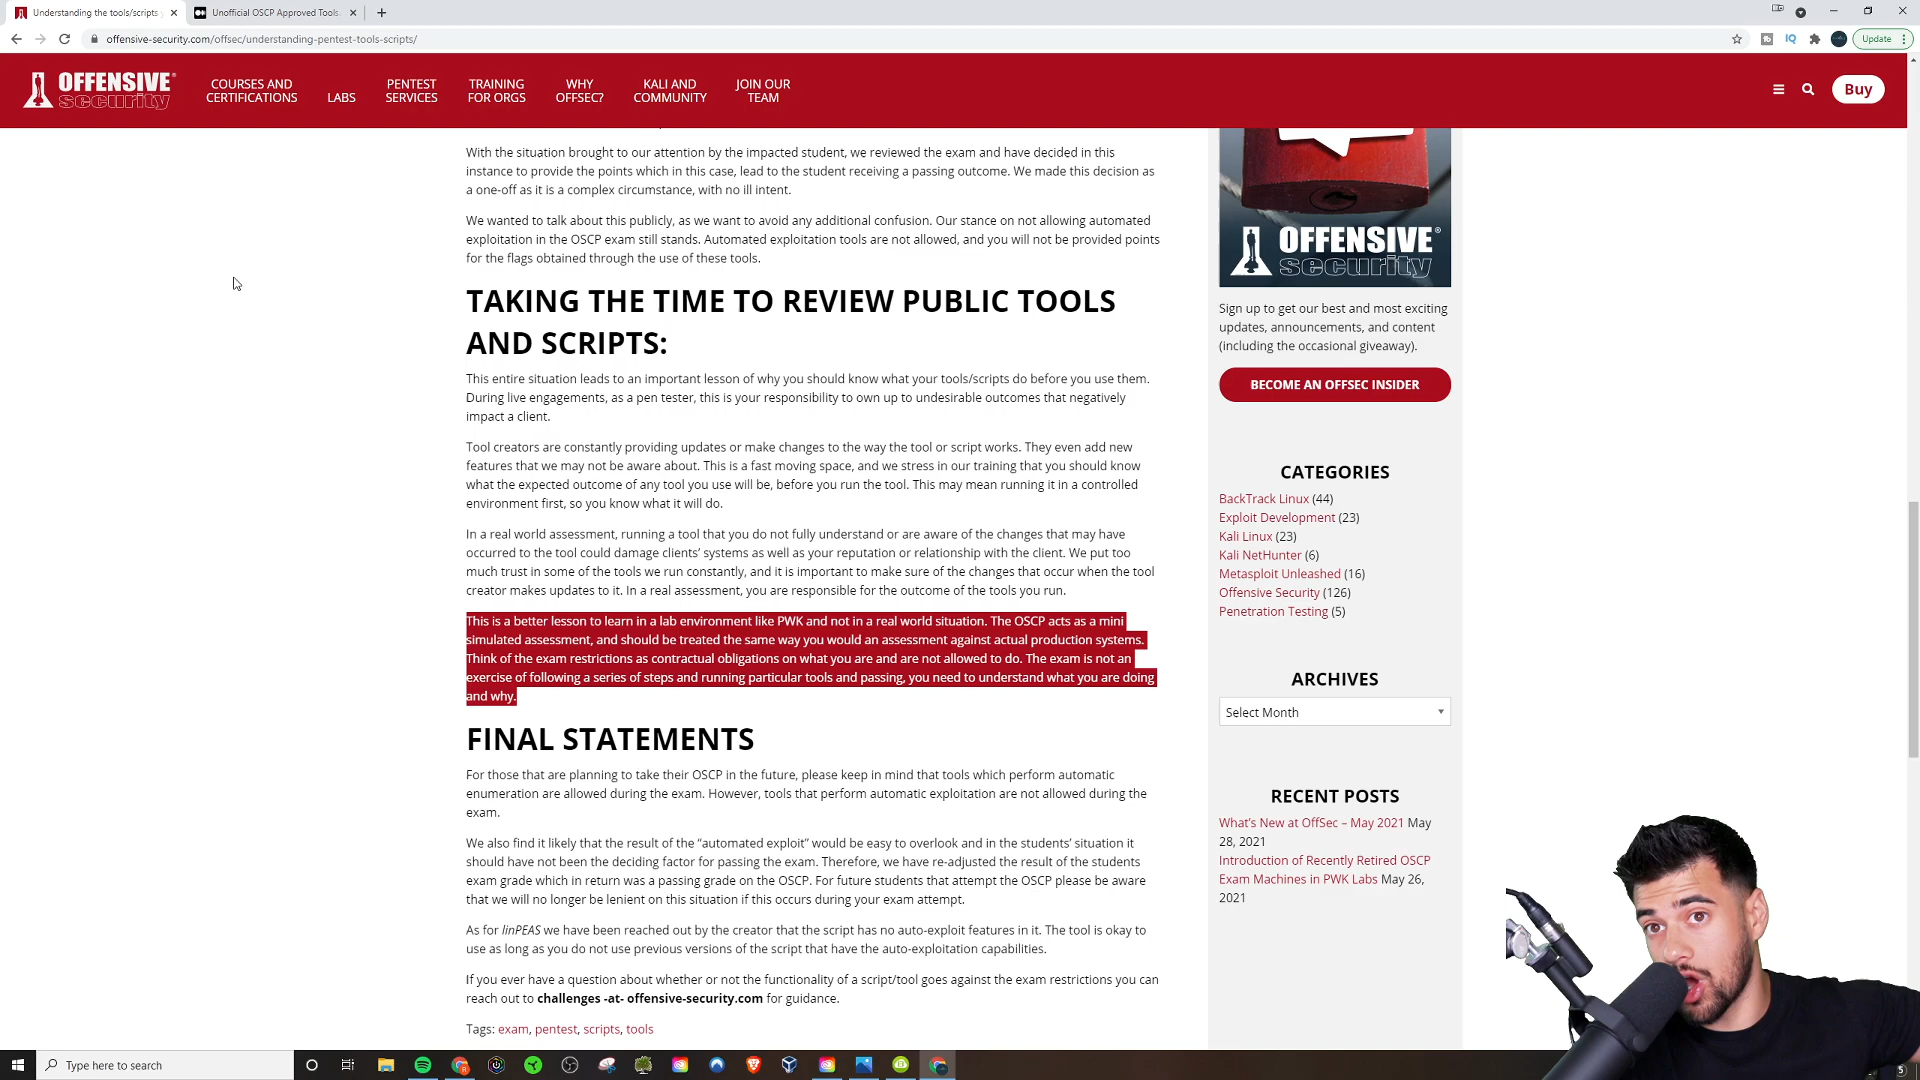 Understanding the tools/scripts
Unofficial OSCP Approved Tools
offensive-security.com/offsec/understanding-pentest-tools-scripts/
IQ
Update
OFFENSIVE
security
COURSES AND
CERTIFICATIONS
LABS
PENTEST
SERVICES
TRAINING
FOR ORGS
WHY
OFFSEC?
KALI AND
COMMUNITY
JOIN OUR
TEAM
Buy
With the situation brought to our attention by the impacted student, we reviewed the exam and have decided in this
instance to provide the points which in this case, lead to the student receiving a passing outcome. We made this decision as
a one-off as it is a complex circumstance, with no ill intent.
We wanted to talk about this publicly, as we want to avoid any additional confusion. Our stance on not allowing automated
exploitation in the OSCP exam still stands. Automated exploitation tools are not allowed, and you will not be provided points
for the flags obtained through the use of these tools.
TAKING THE TIME TO REVIEW PUBLIC TOOLS
AND SCRIPTS:
This entire situation leads to an important lesson of why you should know what your tools/scripts do before you use them.
During live engagements, as a pen tester, this is your responsibility to own up to undesirable outcomes that negatively
impact a client.
Tool creators are constantly providing updates or make changes to the way the tool or script works. They even add new
features that we may not be aware about. This is a fast moving space, and we stress in our training that you should know
what the expected outcome of any tool you use will be, before you run the tool. This may mean running it in a controlled
environment first, so you know what it will do.
In a real world assessment, running a tool that you do not fully understand or are aware of the changes that may have
occurred to the tool could damage clients’ systems as well as your reputation or relationship with the client. We put too
much trust in some of the tools we run constantly, and it is important to make sure of the changes that occur when the tool
creator makes updates to it. In a real assessment, you are responsible for the outcome of the tools you run.
This is a better lesson to learn in a lab environment like PWK and not in a real world situation. The OSCP acts as a mini
simulated assessment, and should be treated the same way you would an assessment against actual production systems.
Think of the exam restrictions as contractual obligations on what you are and are not allowed to do. The exam is not an
exercise of following a series of steps and running particular tools and passing, you need to understand what you are doing
and why.
FINAL STATEMENTS
For those that are planning to take their OSCP in the future, please keep in mind that tools which perform automatic
enumeration are allowed during the exam. However, tools that perform automatic exploitation are not allowed during the
exam.
We also find it likely that the result of the “automated exploit” would be easy to overlook and in the students’ situation it
should have not been the deciding factor for passing the exam. Therefore, we have re-adjusted the result of the students
exam grade which in return was a passing grade on the OSCP. For future students that attempt the OSCP please be aware
that we will no longer be lenient on this situation if this occurs during your exam attempt.
As for linPEAS we have been reached out by the creator that the script has no auto-exploit features in it. The tool is okay to
use as long as you do not use previous versions of the script that have the auto-exploitation capabilities.
If you ever have a question about whether or not the functionality of a script/tool goes against the exam restrictions you can
reach out to challenges -at- offensive-security.com for guidance.
Tags: exam, pentest, scripts, tools
OFFENSIVE
security
Sign up to get our best and most exciting
updates, announcements, and content
(including the occasional giveaway).
BECOME AN OFFSEC INSIDER
CATEGORIES
BackTrack Linux (44)
Exploit Development (23)
Kali Linux (23)
Kali NetHunter (6)
Metasploit Unleashed (16)
Offensive Security (126)
Penetration Testing (5)
ARCHIVES
Select Month
RECENT POSTS
What’s New at OffSec – May 2021 May
28, 2021
Introduction of Recently Retired OSCP
Exam Machines in PWK Labs May 26,
2021
Type here to search